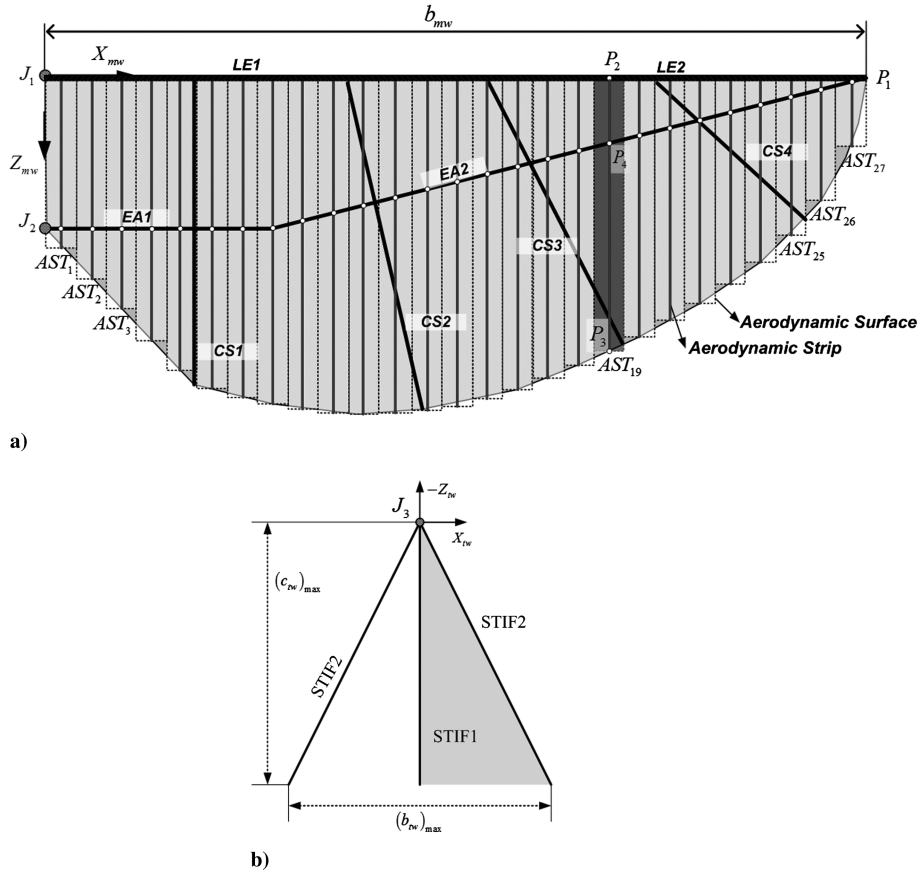 b_mw
X_mw
J_1
LE1
P_2
LE2
P_1
Z_mw
CS4
P_4
AST_27
EA2
J_2
EA1
AST_26
CS3
AST_25
AST_1
AST_2
AST_3
CS2
Aerodynamic Surface
P_3
CS1
Aerodynamic Strip
AST_19
a)
−Z_tw
J_3
X_tw
(c_tw)_max
STIF2
STIF2
STIF1
(b_tw)_max
b)